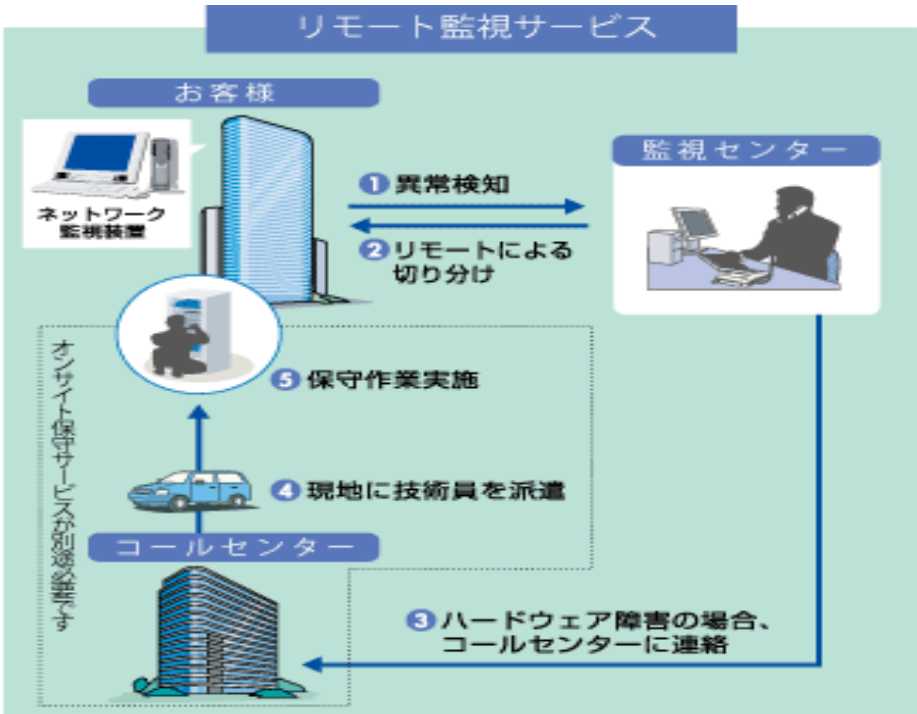 リモート監視サービス
お客様
ネットワーク
監視装置
監視センター
❶異常検知
❷リモートによる
切り分け
❸ハードウェア障害の場合、
コールセンターに連絡
コールセンター
❹現地に技術員を派遣
❺保守作業実施
オンサイト保守サービスが別途必要です